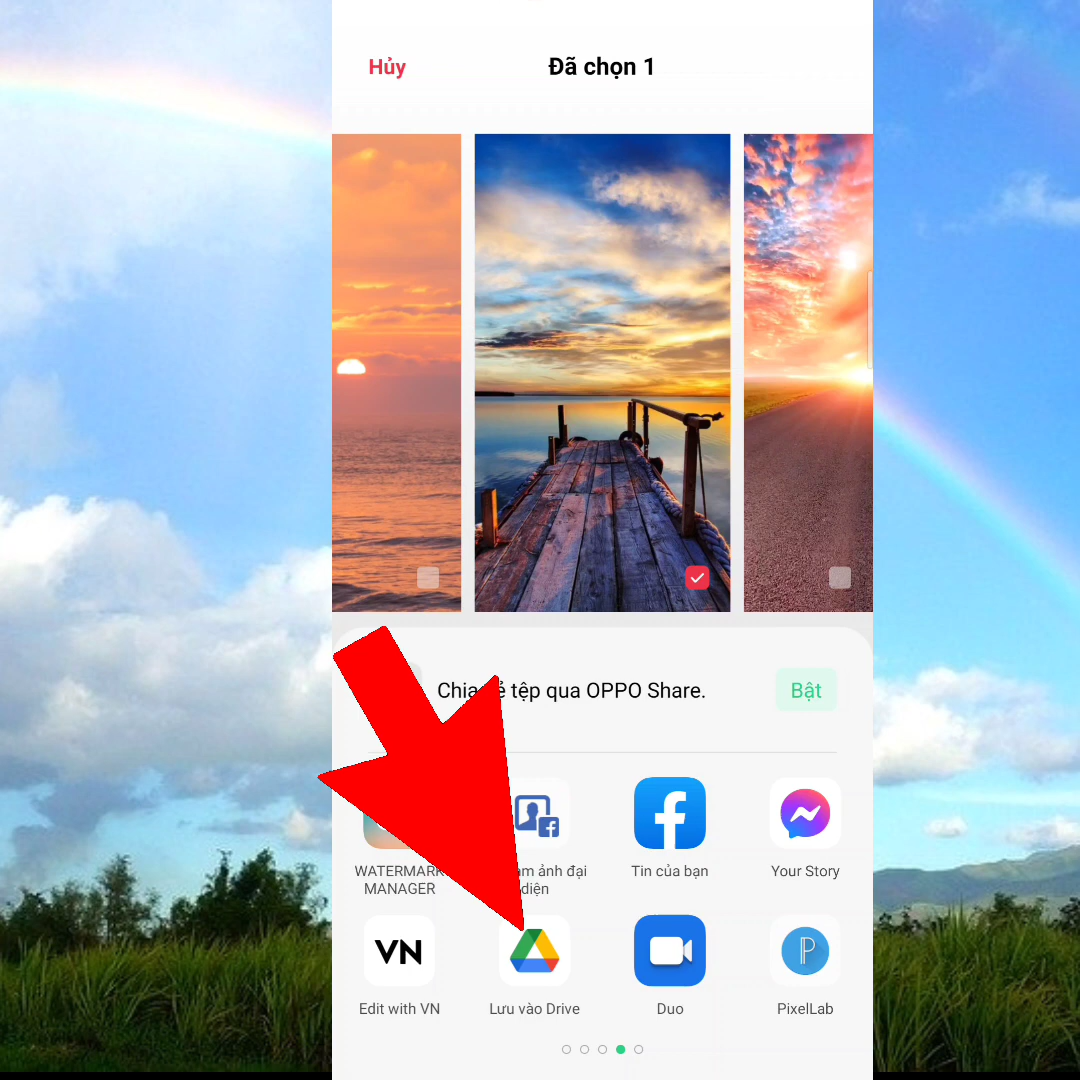 Hủy
Đã chọn 1
Chia tệp qua OPPO Share.
Bật
WATERMARK
MANAGER
ảnh đại
diện
Tin của bạn
Your Story
VN
P
Edit with VN
Lưu vào Drive
Duo
PixelLab